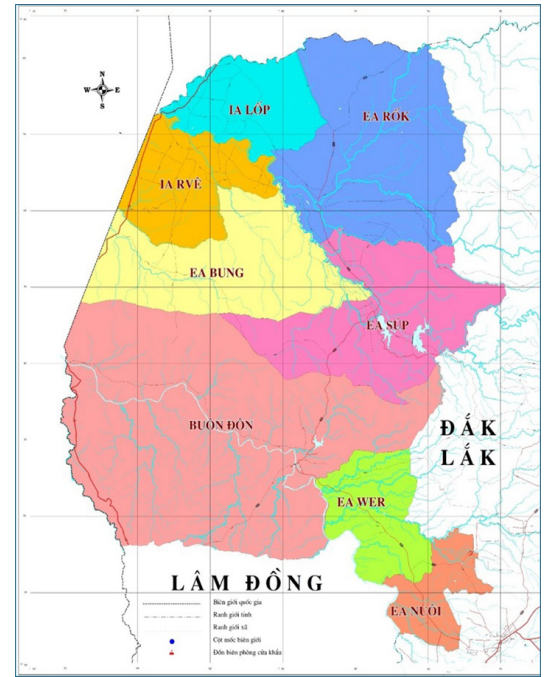 N
W E
S
IA LỐP
EA RỐK
IA RVÊ
EA BUNG
EA SÚP
BUÔN ĐÔN
ĐẮK
LẮK
EA WER
LÂM ĐỒNG
EA NUÔI
Biên giới quốc gia
Ranh giới tỉnh
Ranh giới xã
Cột mốc biên giới
Đồn biên phòng cửa khẩu